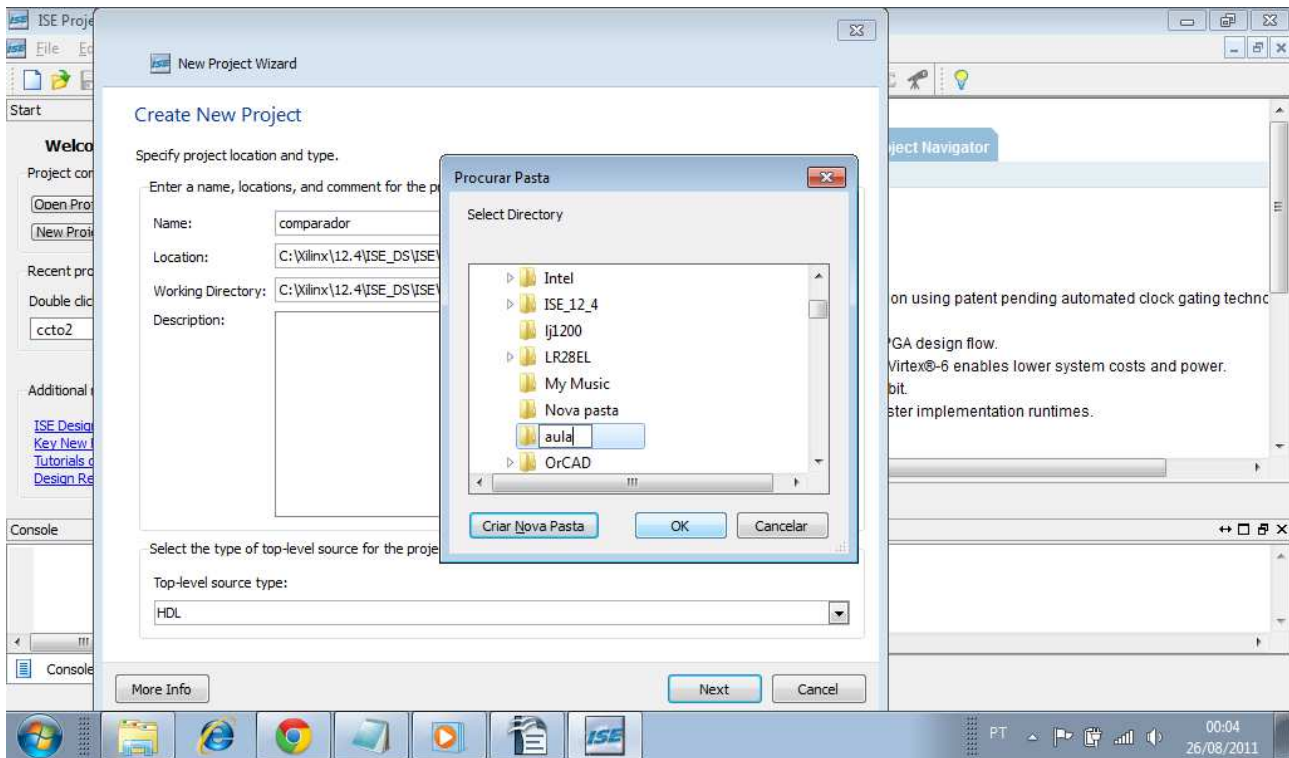 ISE Proje
File Ed
Start
Welco
Project con
Open Pro
New Proje
Recent pro
Double clic
ccto2
Additional
ISE Design
Key New
Tutorials
Design Re
New Project Wizard
Create New Project
Specify project location and type.
Enter a name, locations, and comment for the p
Name: comparador
Location: C:\Xilinx\12.4\ISE_DS\ISE\
Working Directory: C:\Xilinx\12.4\ISE_DS\ISE\
Description:
Select the type of top-level source for the proje
Top-level source type:
HDL
More Info
Next
Cancel
Procurar Pasta
Select Directory
Intel
ISE_12_4
lj1200
LR28EL
My Music
Nova pasta
aula
OrCAD
Criar Nova Pasta
OK
Cancelar
ject Navigator
on using patent pending automated clock gating techno
PGA design flow.
Virtex®-6 enables lower system costs and power.
bit.
ster implementation runtimes.
Console
Console
ISE
PT
00:04
26/08/2011